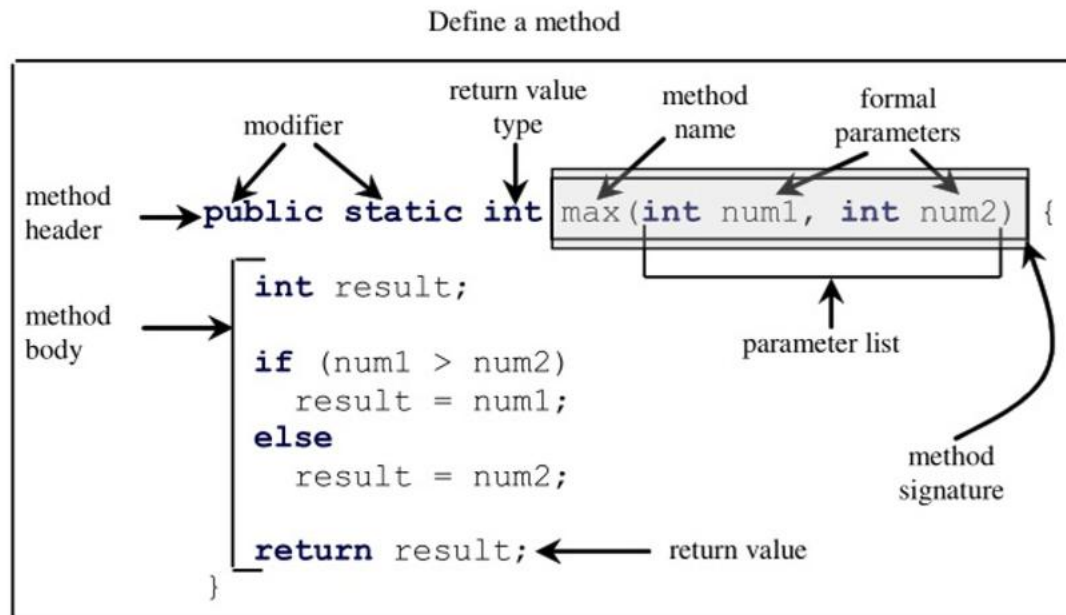 Define a method
return value
type
method
name
formal
parameters
modifier
method
header
public static int max(int num1, int num2) {
method
body
int result;
if (num1 > num2)
result = num1;
else
result = num2;
return result;
}
parameter list
method
signature
return value